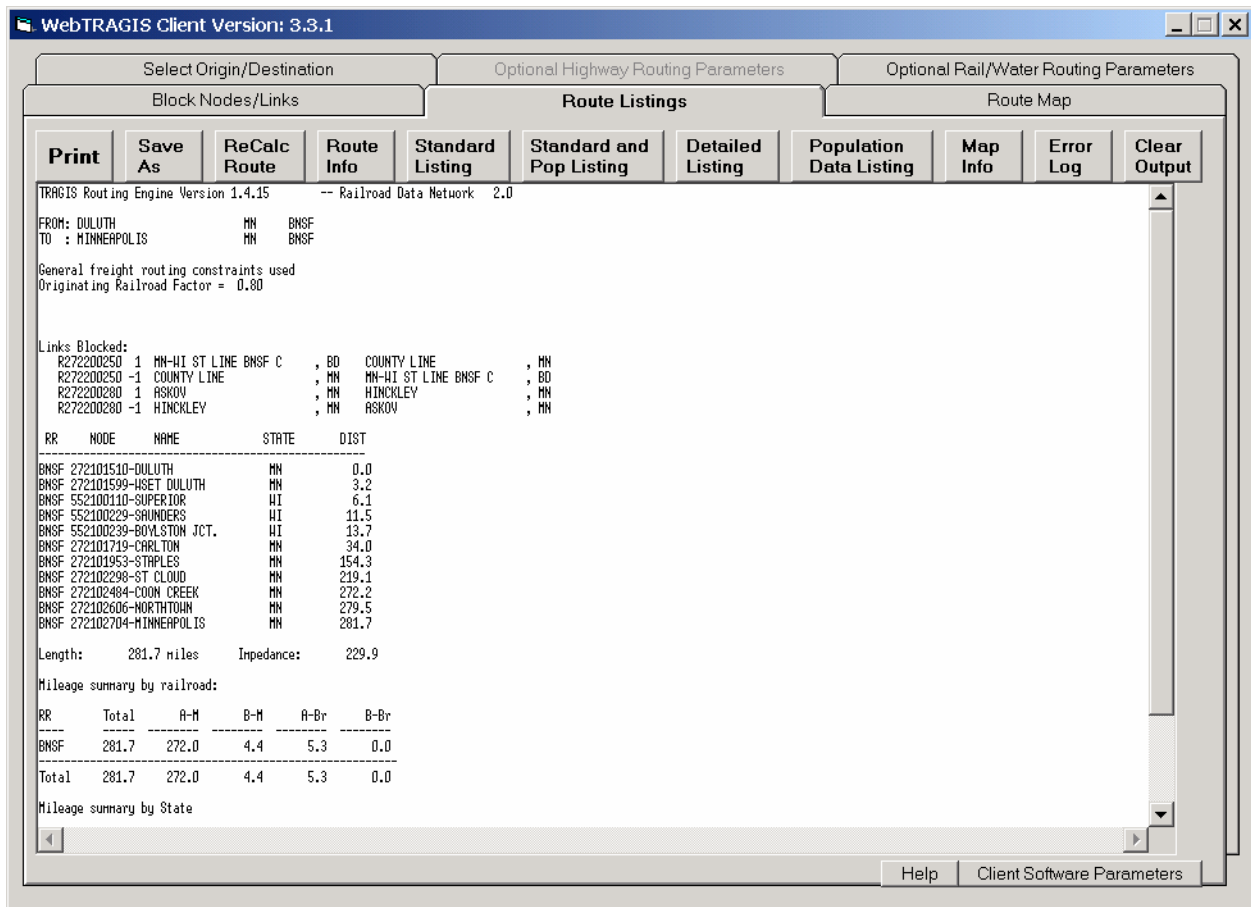 WebTRAGIS Client Version: 3.3.1
Select Origin/Destination Optional Highway Routing Parameters Optional Rail/Water Routing Parameters
Block Nodes/Links Route Listings Route Map
Print Save As ReCalc Route Route Info Standard Listing Standard and Pop Listing Detailed Listing Population Data Listing Map Info Error Log Clear Output
TRAGIS Routing Engine Version 1.4.15 -- Railroad Data Network 2.0
FROM: DULUTH MN BNSF
TO : MINNEAPOLIS MN BNSF
General freight routing constraints used
Originating Railroad Factor = 0.80
Links Blocked:
R272200250 1 MN-WI ST LINE BNSF C , BD COUNTY LINE , MN
R272200250 -1 COUNTY LINE , MN MN-WI ST LINE BNSF C , BD
R272200280 1 ASKOV , MN HINCKLEY , MN
R272200280 -1 HINCKLEY , MN ASKOV , MN
RR NODE NAME STATE DIST
BNSF 272101510-DULUTH MN 0.0
BNSF 272101599-WSET DULUTH MN 3.2
BNSF 552100110-SUPERIOR WI 6.1
BNSF 552100229-SAUNDERS WI 11.5
BNSF 552100239-BOYLSTON JCT. WI 13.7
BNSF 272101719-CARLTON MN 34.0
BNSF 272101953-STAPLES MN 154.3
BNSF 272102298-ST CLOUD MN 219.1
BNSF 272102484-COON CREEK MN 272.2
BNSF 272102606-NORTHTOWN MN 279.5
BNSF 272102704-MINNEAPOLIS MN 281.7
Length: 281.7 miles Impedance: 229.9
Mileage summary by railroad:
RR Total A-M B-M A-Br B-Br
BNSF 281.7 272.0 4.4 5.3 0.0
Total 281.7 272.0 4.4 5.3 0.0
Mileage summary by State
Help Client Software Parameters